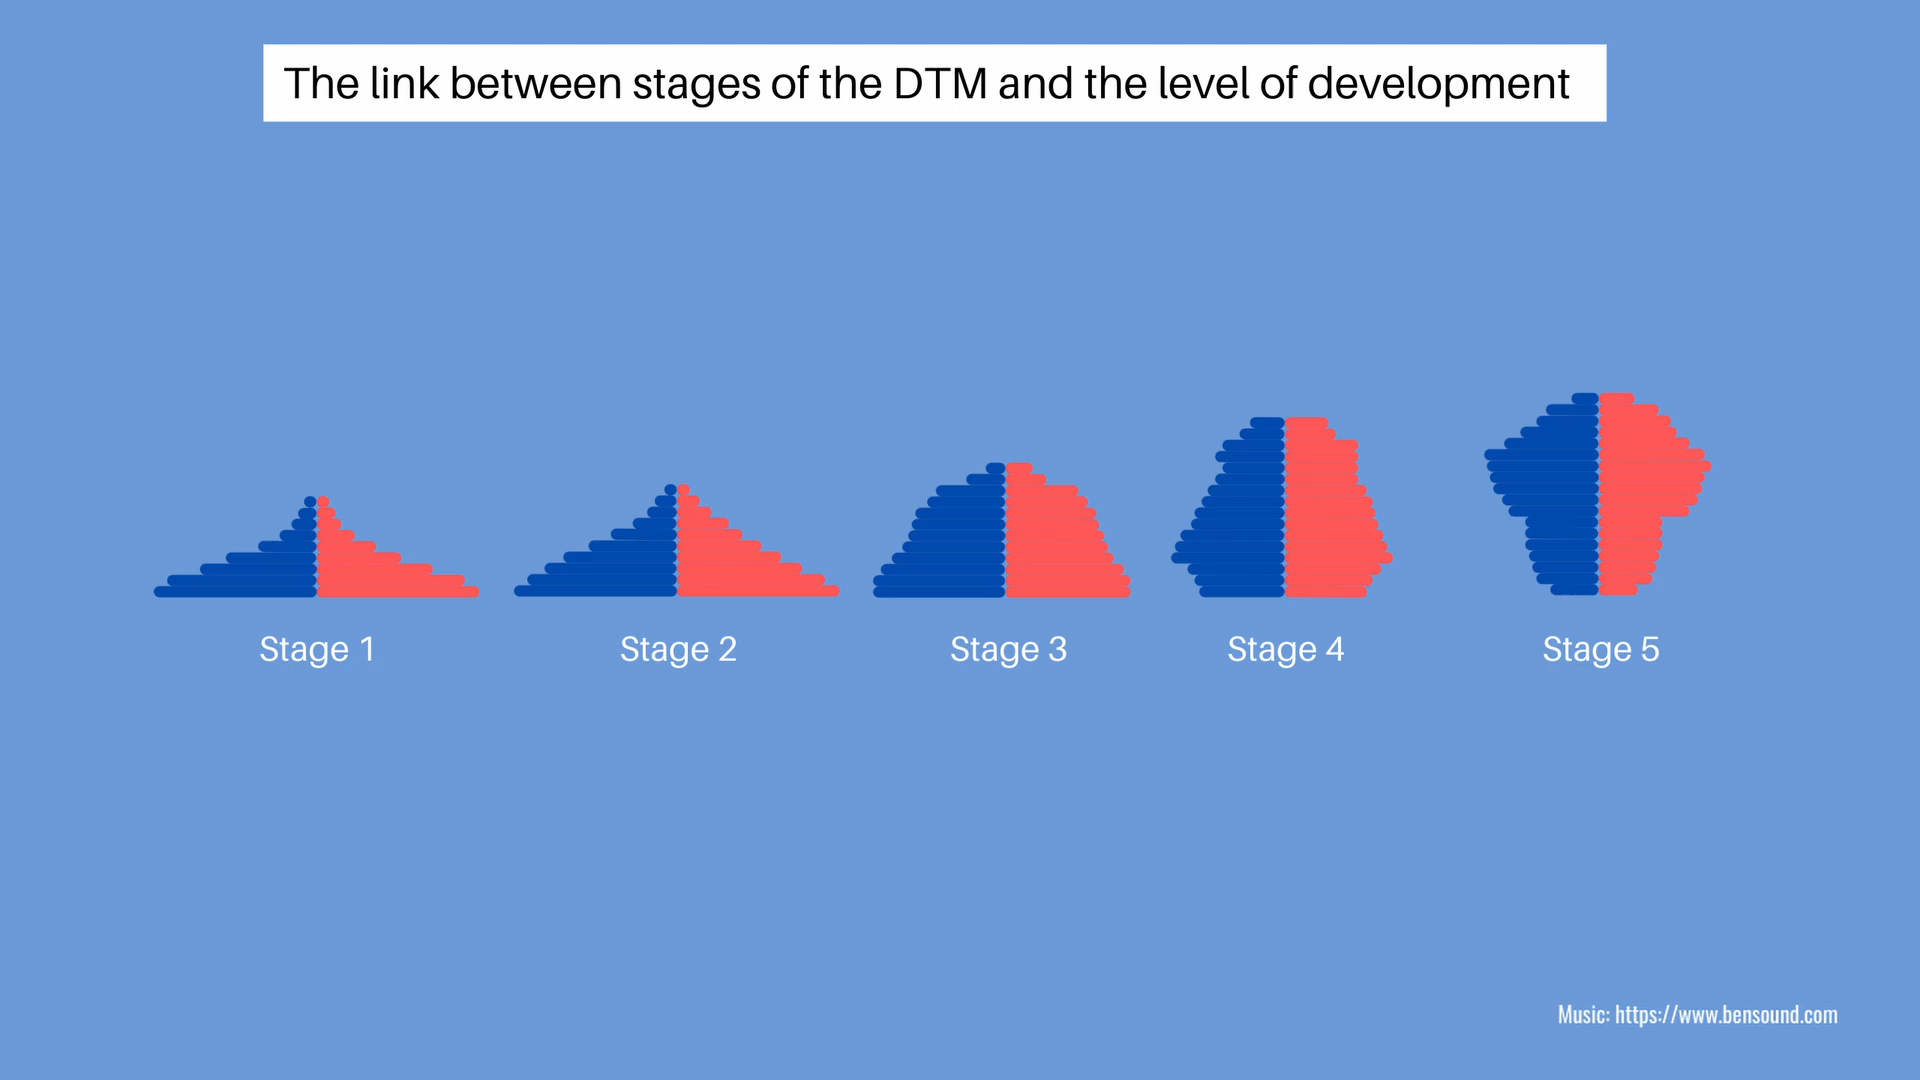 The link between stages of the DTM and the level of development
Stage 1
Stage 2
Stage 3
Stage 4
Stage 5
Music: https://www.bensound.com